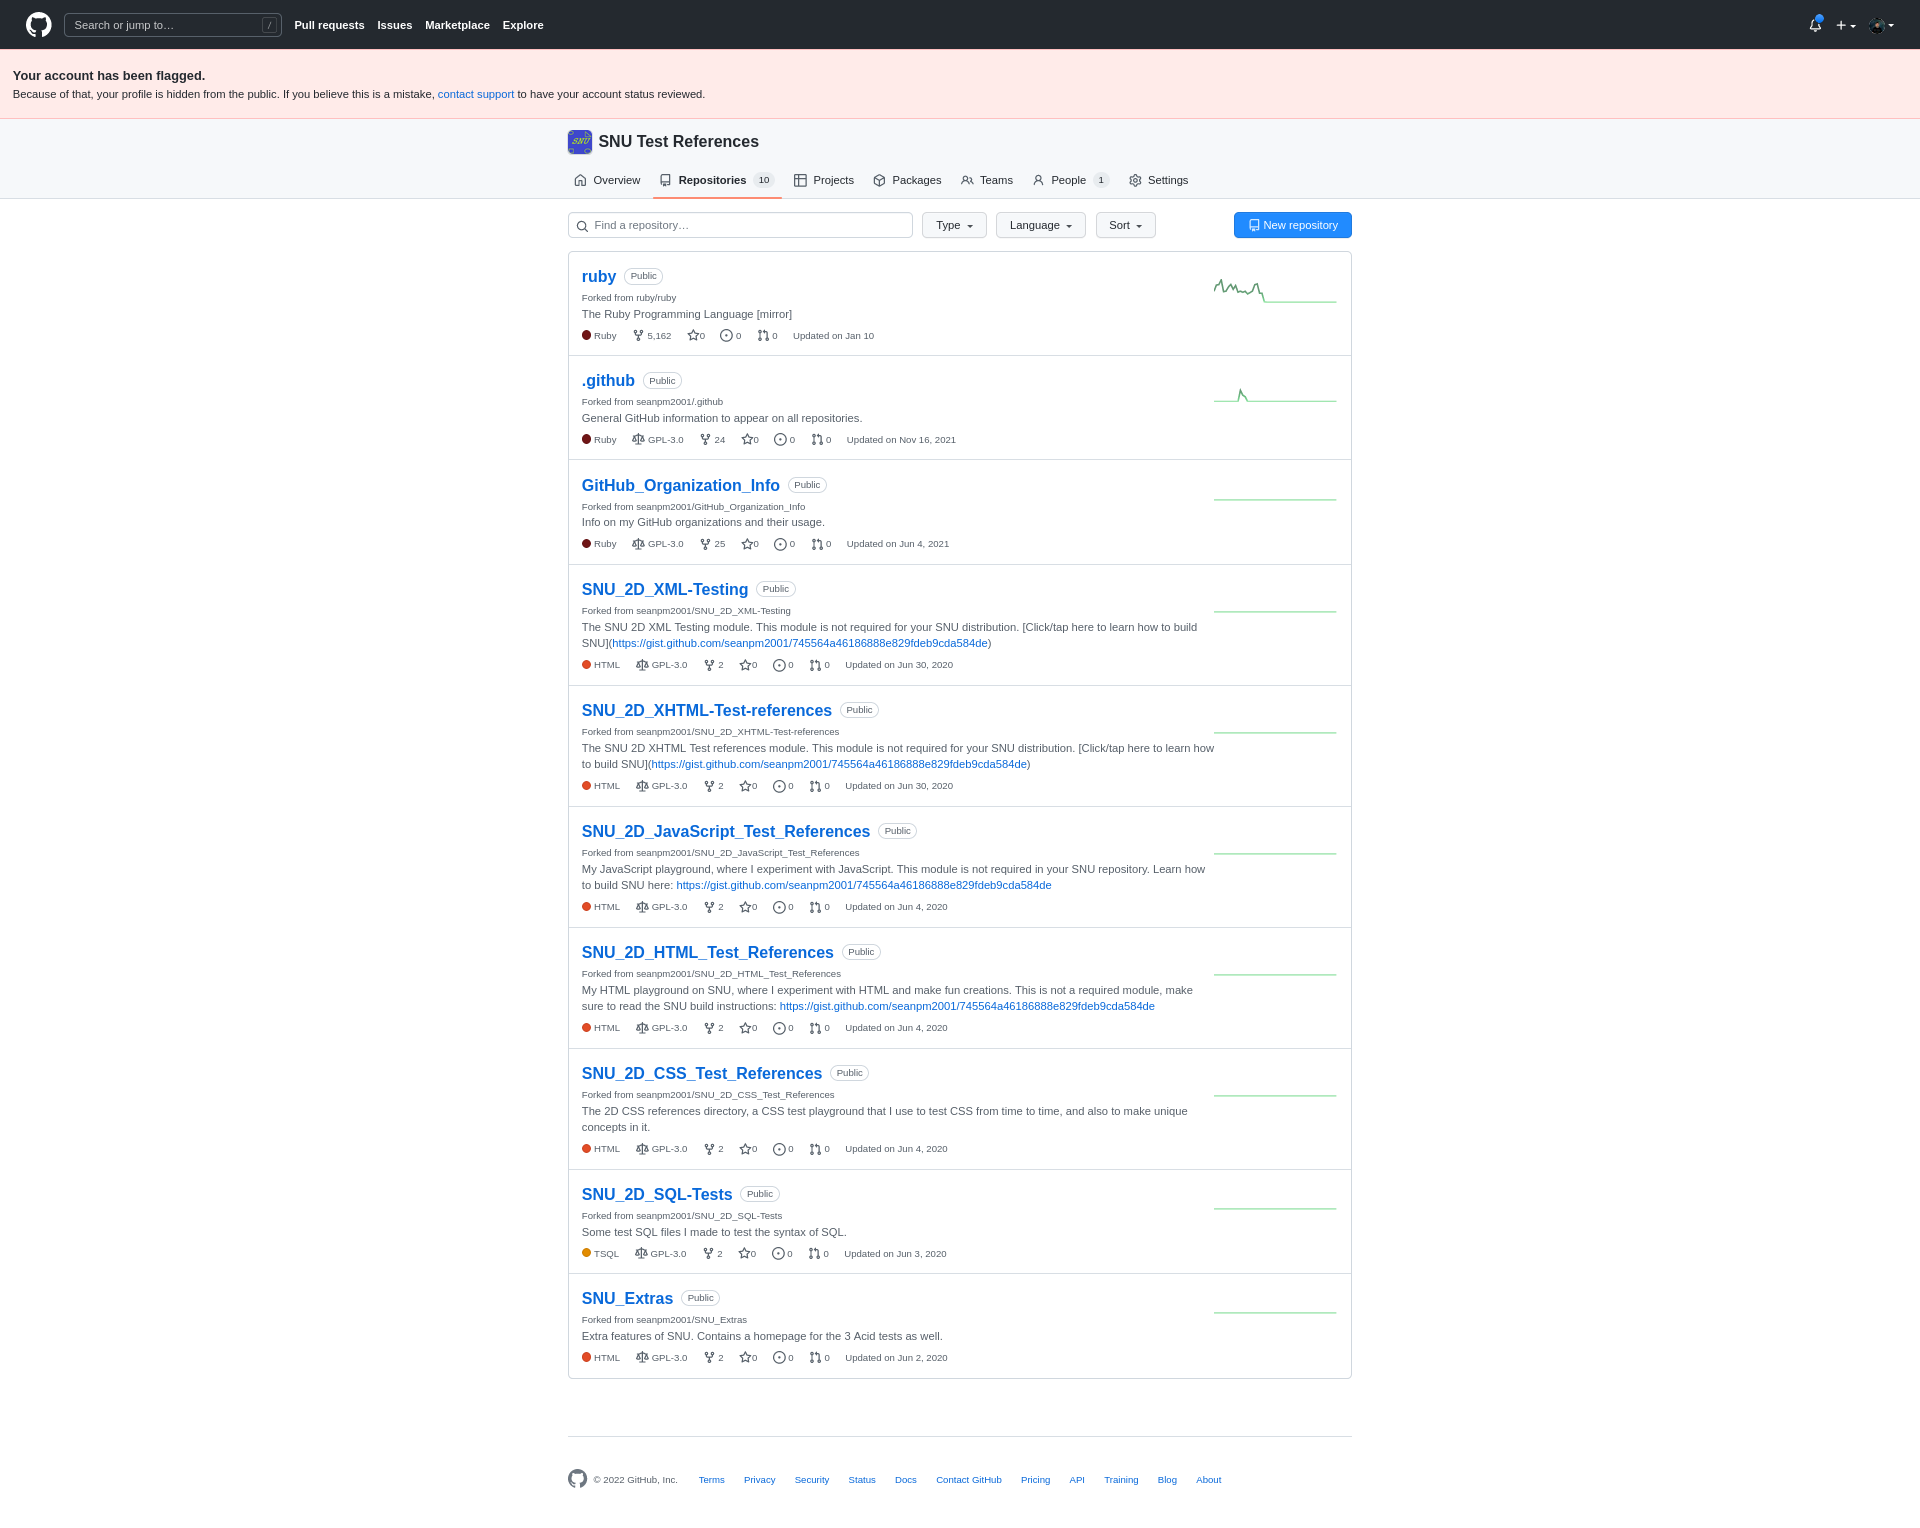 Search or jump to… /
Pull requests Issues Marketplace Explore
Your account has been flagged.
Because of that, your profile is hidden from the public. If you believe this is a mistake, contact support to have your account status reviewed.
SNU SNU Test References
Overview Repositories 10 Projects Packages Teams People 1 Settings
Find a repository… Type Language Sort New repository
ruby Public
Forked from ruby/ruby
The Ruby Programming Language [mirror]
Ruby 5,162 0 0 0 Updated on Jan 10
.github Public
Forked from seanpm2001/.github
General GitHub information to appear on all repositories.
Ruby GPL-3.0 24 0 0 0 Updated on Nov 16, 2021
GitHub_Organization_Info Public
Forked from seanpm2001/GitHub_Organization_Info
Info on my GitHub organizations and their usage.
Ruby GPL-3.0 25 0 0 0 Updated on Jun 4, 2021
SNU_2D_XML-Testing Public
Forked from seanpm2001/SNU_2D_XML-Testing
The SNU 2D XML Testing module. This module is not required for your SNU distribution. [Click/tap here to learn how to build
SNU](https://gist.github.com/seanpm2001/745564a46186888e829fdeb9cda584de)
HTML GPL-3.0 2 0 0 0 Updated on Jun 30, 2020
SNU_2D_XHTML-Test-references Public
Forked from seanpm2001/SNU_2D_XHTML-Test-references
The SNU 2D XHTML Test references module. This module is not required for your SNU distribution. [Click/tap here to learn how
to build SNU](https://gist.github.com/seanpm2001/745564a46186888e829fdeb9cda584de)
HTML GPL-3.0 2 0 0 0 Updated on Jun 30, 2020
SNU_2D_JavaScript_Test_References Public
Forked from seanpm2001/SNU_2D_JavaScript_Test_References
My JavaScript playground, where I experiment with JavaScript. This module is not required in your SNU repository. Learn how
to build SNU here: https://gist.github.com/seanpm2001/745564a46186888e829fdeb9cda584de
HTML GPL-3.0 2 0 0 0 Updated on Jun 4, 2020
SNU_2D_HTML_Test_References Public
Forked from seanpm2001/SNU_2D_HTML_Test_References
My HTML playground on SNU, where I experiment with HTML and make fun creations. This is not a required module, make
sure to read the SNU build instructions: https://gist.github.com/seanpm2001/745564a46186888e829fdeb9cda584de
HTML GPL-3.0 2 0 0 0 Updated on Jun 4, 2020
SNU_2D_CSS_Test_References Public
Forked from seanpm2001/SNU_2D_CSS_Test_References
The 2D CSS references directory, a CSS test playground that I use to test CSS from time to time, and also to make unique
concepts in it.
HTML GPL-3.0 2 0 0 0 Updated on Jun 4, 2020
SNU_2D_SQL-Tests Public
Forked from seanpm2001/SNU_2D_SQL-Tests
Some test SQL files I made to test the syntax of SQL.
TSQL GPL-3.0 2 0 0 0 Updated on Jun 3, 2020
SNU_Extras Public
Forked from seanpm2001/SNU_Extras
Extra features of SNU. Contains a homepage for the 3 Acid tests as well.
HTML GPL-3.0 2 0 0 0 Updated on Jun 2, 2020
© 2022 GitHub, Inc. Terms Privacy Security Status Docs Contact GitHub Pricing API Training Blog About